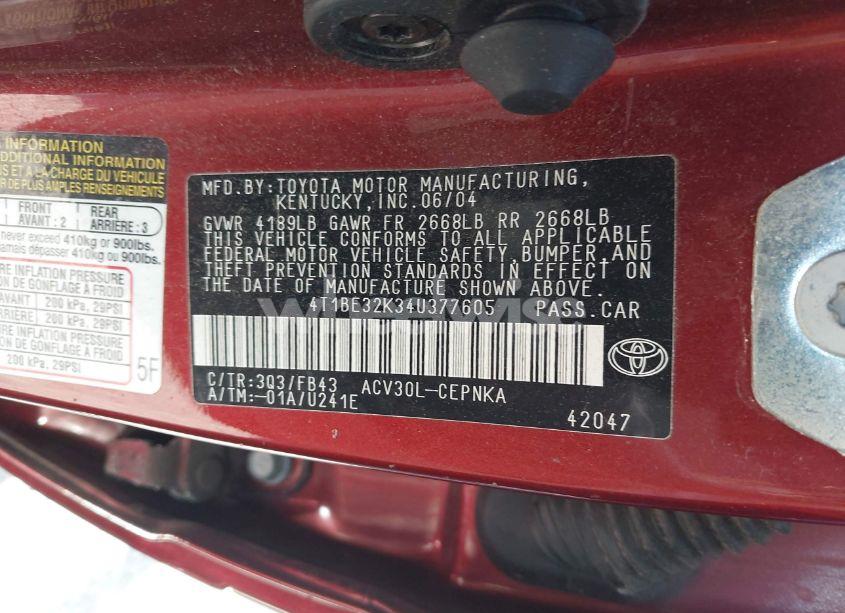 INFORMATION
ADDITIONAL INFORMATION
ET A LA CHARGE DU VEHICULE
DE PLUS AMPLES RENSEIGNEMENTS
FRONT
AVANT : 2
REAR
ARRIÈRE : 3
never exceed 410kg or 900lbs.
jamais dépasser 410 kg ou 900lbs.
INFLATION PRESSURE
DE GONFLAGE À FROID
AVANT 200 kPa, 29PSI
200 kPa, 29PSI
INFLATION PRESSURE
DE GONFLAGE À FROID
200 kPa, 29PSI
5F
MFD.BY:TOYOTA MOTOR MANUFACTURING,
KENTUCKY,INC.06/04
GVWR 4189LB GAWR FR 2668LB RR 2668LB
THIS VEHICLE CONFORMS TO ALL APPLICABLE
FEDERAL MOTOR VEHICLE SAFETY,BUMPER,AND
THEFT PREVENTION STANDARDS IN EFFECT ON
THE DATE OF MANUFACTURE SHOWN ABOVE.
4T1BE32K34U377605 PASS.CAR
C/TR:3Q3/FB43 ACV30L-CEPNKA
A/TM:-01A/U241E
42047